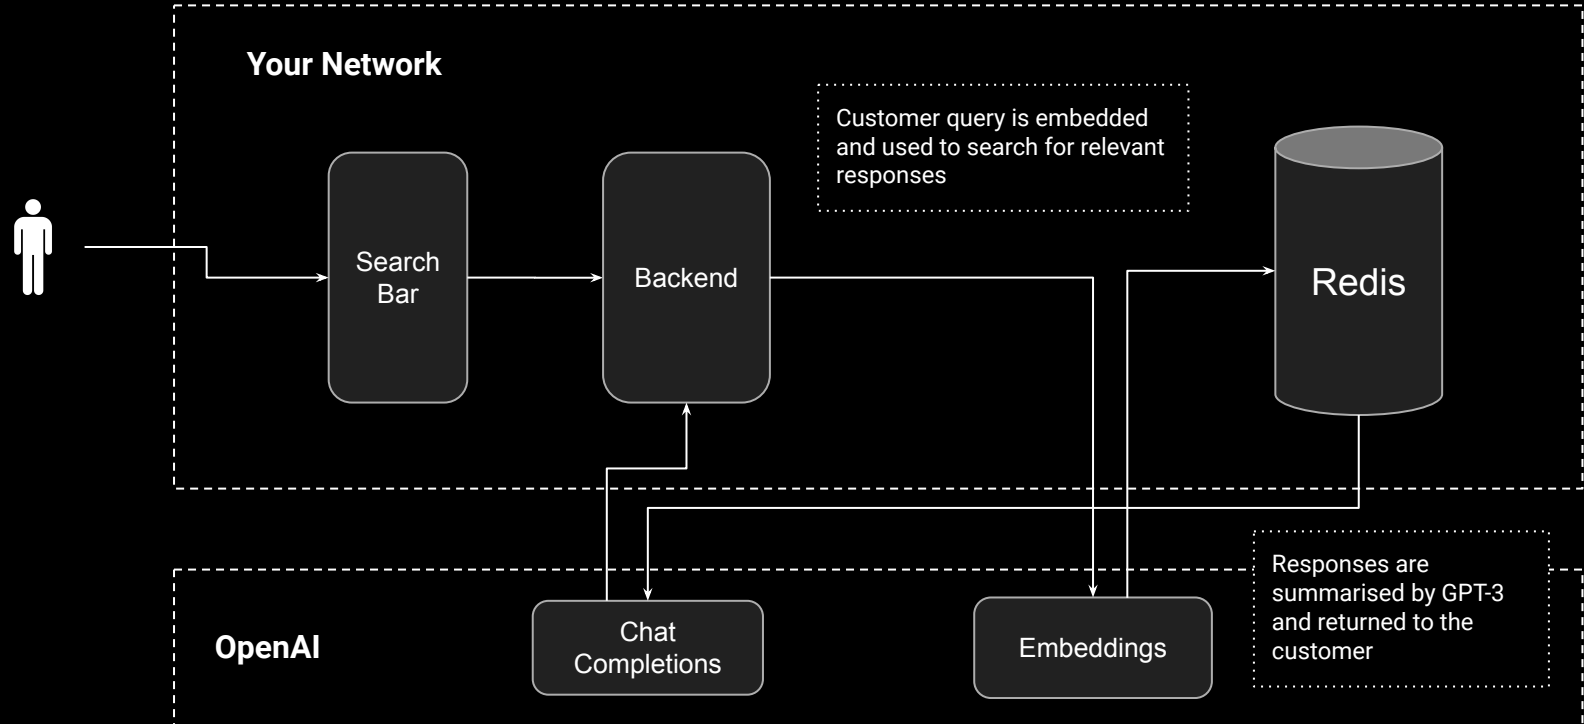 Your Network
Customer query is embedded
and used to search for relevant
responses
Search
Bar
Backend
Redis
Responses are
summarised by GPT-3
and returned to the
customer
OpenAI
Chat
Completions
Embeddings